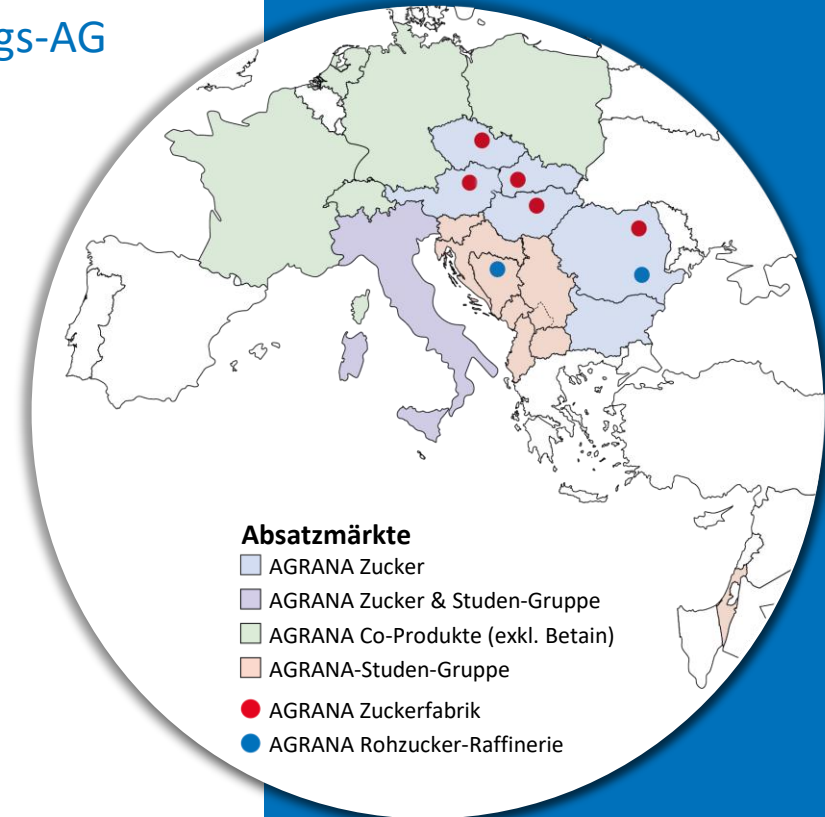 gs-AG
Absatzmärkte
AGRANA Zucker
AGRANA Zucker & Studen-Gruppe
AGRANA Co-Produkte (exkl. Betain)
AGRANA-Studen-Gruppe
AGRANA Zuckerfabrik
AGRANA Rohzucker-Raffinerie